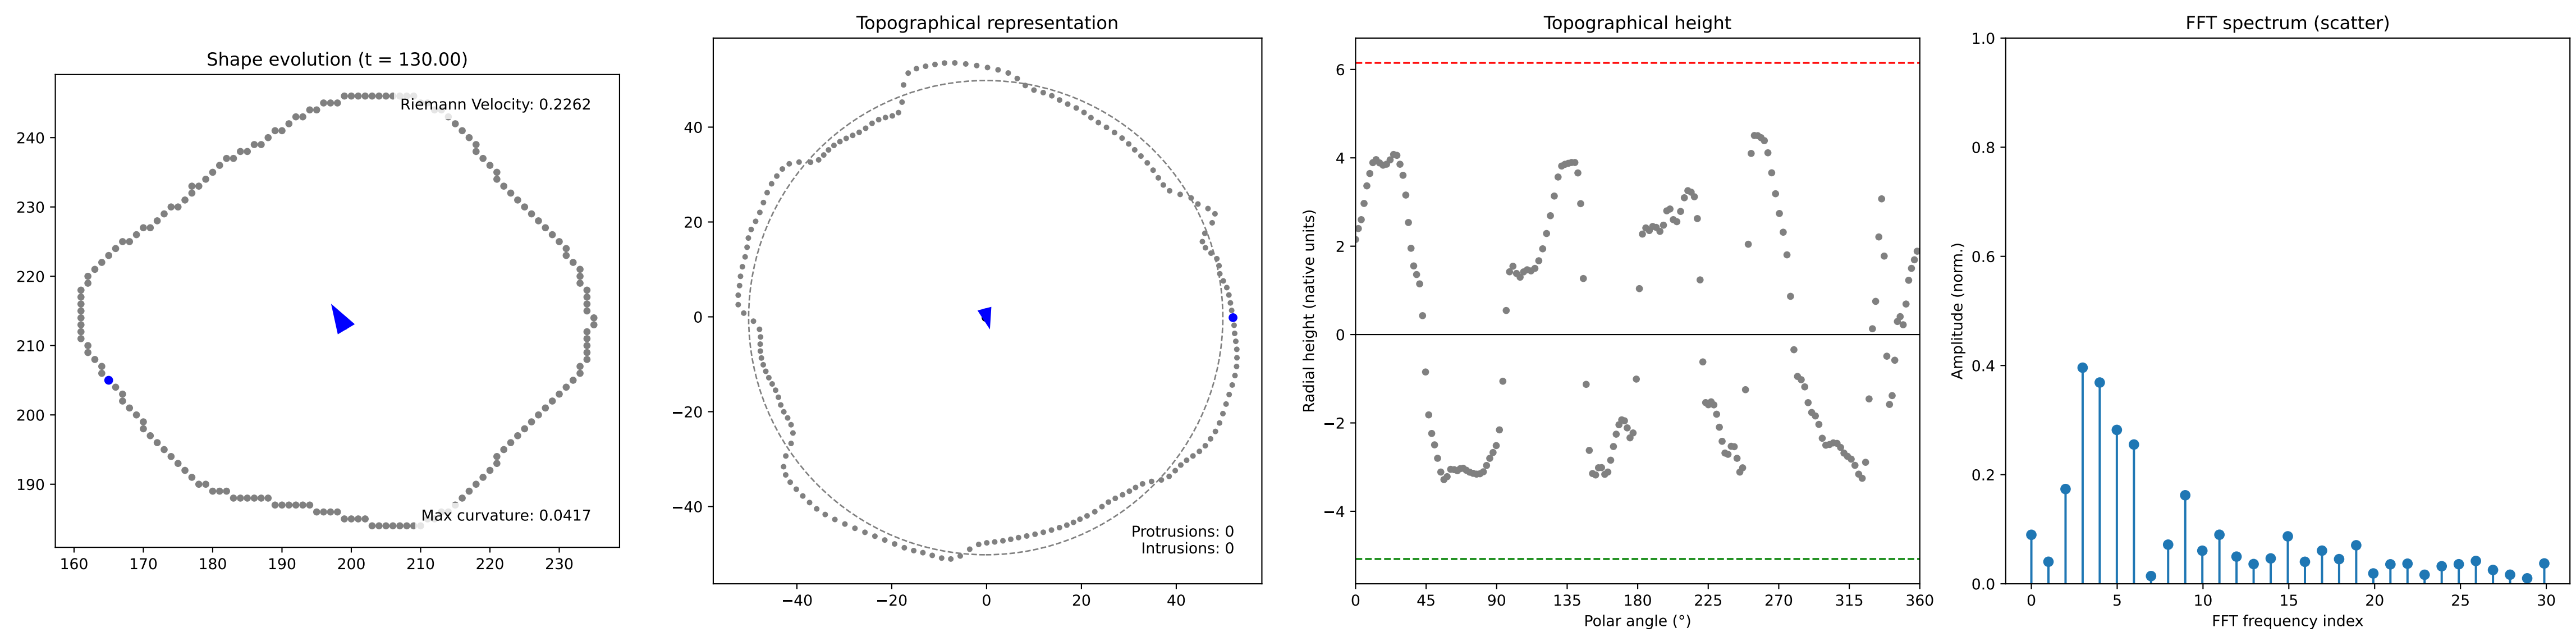 Shape evolution (t = 130.00)
Riemann Velocity: 0.2262
Max curvature: 0.0417
240
230
220
210
200
190
160 170 180 190 200 210 220 230
Topographical representation
40
20
0
−20
−40
−40 −20 0 20 40
Protrusions: 0
Intrusions: 0
Topographical height
Radial height (native units)
6
4
2
0
−2
−4
0 45 90 135 180 225 270 315 360
Polar angle (°)
FFT spectrum (scatter)
Amplitude (norm.)
1.0
0.8
0.6
0.4
0.2
0.0
0 5 10 15 20 25 30
FFT frequency index